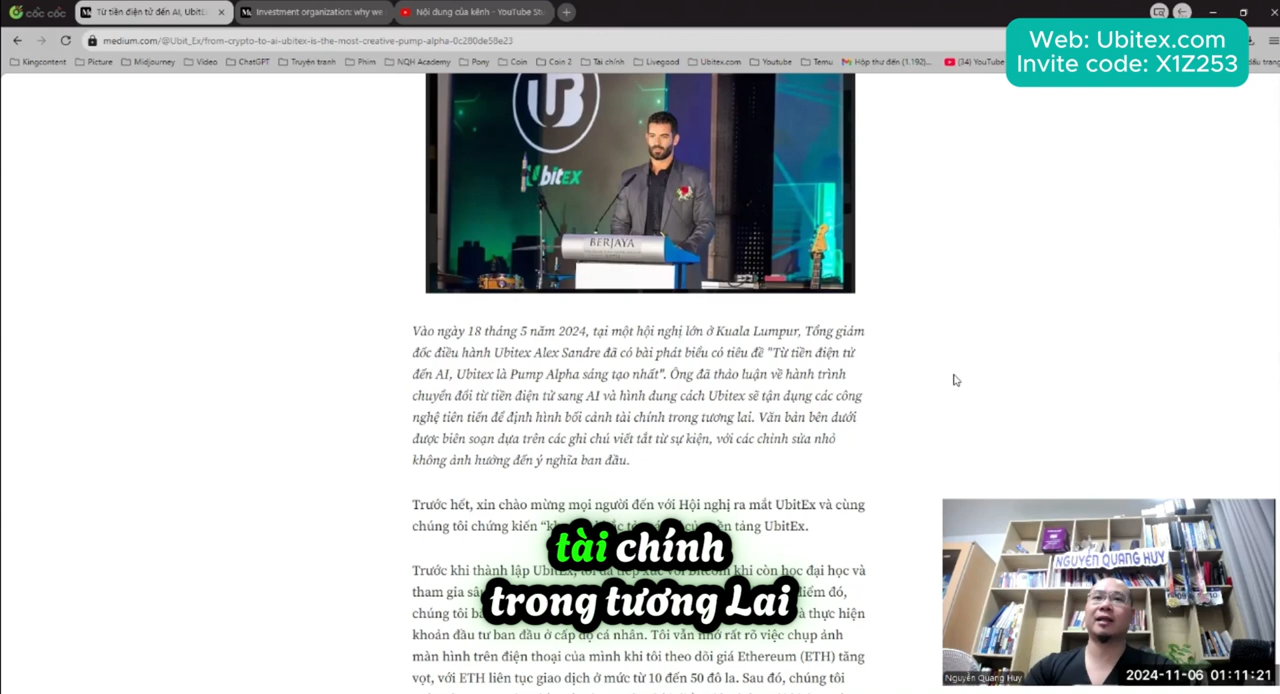 cốc cốc
Từ tiền điện tử đến AI, UbitEx
Investment organization: why we
Nội dung của kênh - YouTube Stu
medium.com/@Ubit_Ex/from-crypto-to-ai-ubitex-is-the-most-creative-pump-alpha-0c280de58e23
Web: Ubitex.com
Invite code: X1Z253
Kingcontent Picture Midjourney Video ChatGPT Truyện tranh Phim NQH Academy Pony Coin Coin 2 Tài chính Livegood Ubitex.com Youtube Temu Hộp thư đến (1.192)... (34) YouTube
UB
UbitEX
BERJAYA
Vào ngày 18 tháng 5 năm 2024, tại một hội nghị lớn ở Kuala Lumpur, Tổng giám
đốc điều hành Ubitex Alex Sandre đã có bài phát biểu có tiêu đề "Từ tiền điện tử
đến AI, Ubitex là Pump Alpha sáng tạo nhất". Ông đã thảo luận về hành trình
chuyển đổi từ tiền điện tử sang AI và hình dung cách Ubitex sẽ tận dụng các công
nghệ tiên tiến để định hình bối cảnh tài chính trong tương lai. Văn bản bên dưới
được biên soạn dựa trên các ghi chú viết tắt từ sự kiện, với các chỉnh sửa nhỏ
không ảnh hưởng đến ý nghĩa ban đầu.
Trước hết, xin chào mừng mọi người đến với Hội nghị ra mắt UbitEx và cùng
chúng tôi chứng kiến tảng UbitEx.
tài chính
trong tương Lai
Trước khi thành lập UbitEx, khi còn học đại học và
tham gia điểm đó,
chúng tôi và thực hiện
khoản đầu tư ban đầu ở cấp độ cá nhân. Tôi vẫn nhớ rất rõ việc chụp ảnh
màn hình trên điện thoại của mình khi tôi theo dõi giá Ethereum (ETH) tăng
vọt, với ETH liên tục giao dịch ở mức từ 10 đến 50 đô la. Sau đó, chúng tôi
NGUYỄN QUANG HUY
Nguyễn Quang Huy
2024-11-06 01:11:21